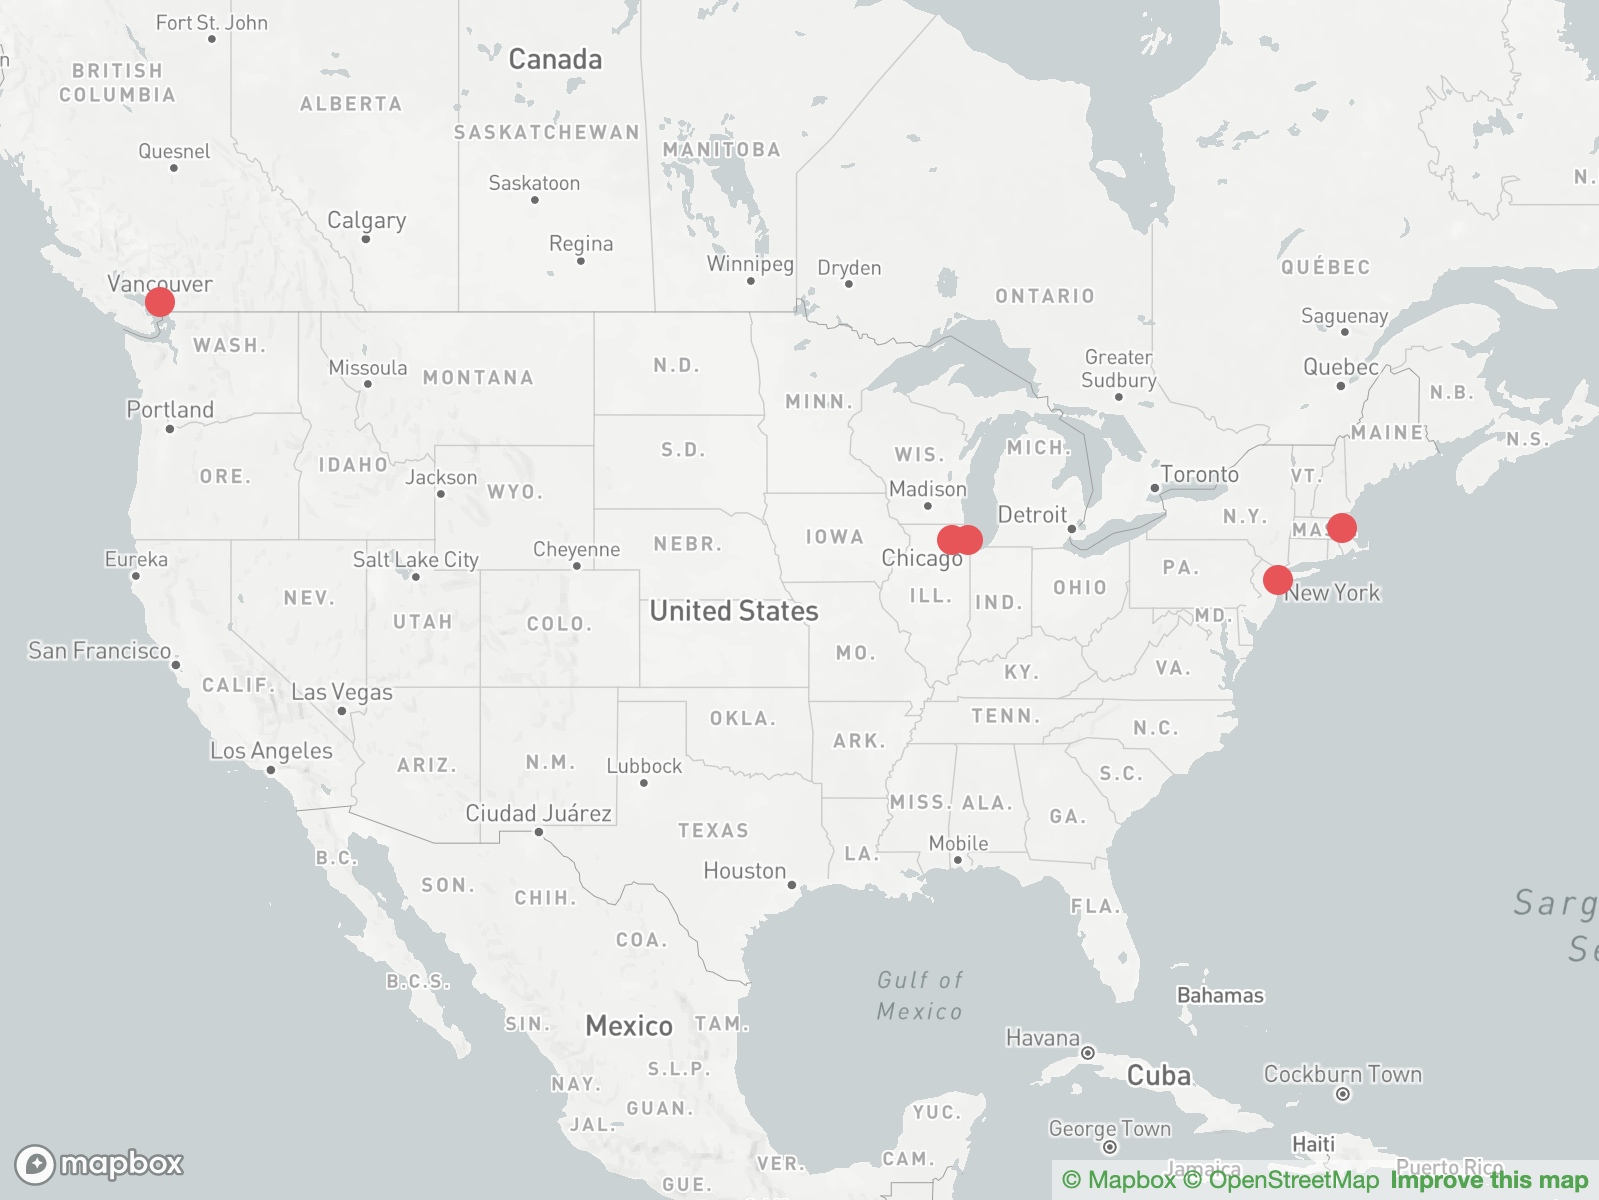 Fort St. John
Canada
BRITISH
COLUMBIA
ALBERTA
SASKATCHEWAN
MANITOBA
Quesnel
Saskatoon
N.
Calgary
Regina
Winnipeg
Dryden
QUÉBEC
Vancouver
ONTARIO
Saguenay
WASH.
Missoula
MONTANA
N.D.
Greater
Sudbury
Quebec
N.B.
MINN.
Portland
MAINE
N.S.
MICH.
WIS.
S.D.
IDAHO
ORE.
Jackson
WYO.
Madison
Toronto
VT.
Detroit
N.Y.
MASS.
IOWA
NEBR.
Eureka
Salt Lake City
Cheyenne
Chicago
PA.
OHIO
NEV.
ILL.
IND.
New York
United States
UTAH
COLO.
MD.
San Francisco
MO.
KY.
VA.
CALIF.
Las Vegas
OKLA.
TENN.
N.C.
Los Angeles
ARIZ.
N.M.
Lubbock
ARK.
S.C.
Ciudad Juárez
TEXAS
MISS.
ALA.
GA.
B.C.
Mobile
LA.
Houston
SON.
CHIH.
FLA.
Sarg
Se
COA.
B.C.S.
Gulf of
Mexico
Bahamas
SIN.
Mexico
TAM.
Havana
S.L.P.
Cuba
Cockburn Town
NAY.
GUAN.
YUC.
JAL.
George Town
Haiti
mapbox
VER.
CAM.
Jamaica
Puerto Rico
GUE.
© Mapbox © OpenStreetMap Improve this map